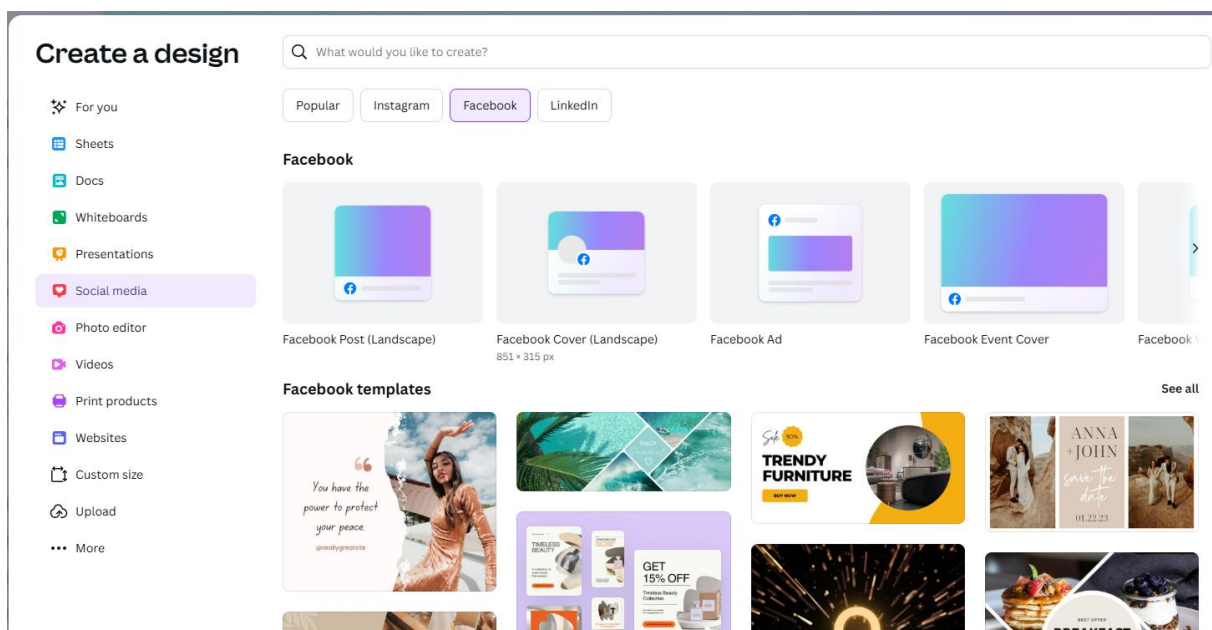 Create a design
What would you like to create?
For you
Sheets
Docs
Whiteboards
Presentations
Social media
Photo editor
Videos
Print products
Websites
Custom size
Upload
More
Popular
Instagram
Facebook
LinkedIn
Facebook
Facebook Post (Landscape)
Facebook Cover (Landscape)
851 × 315 px
Facebook Ad
Facebook Event Cover
Facebook
Facebook templates
See all
You have the
power to protect
your peace.
@reallygreatsite
ENJOY
Sale 50%
TRENDY
FURNITURE
BUY NOW
ANNA
+JOHN
save the
date
01.22.23
TIMELESS
BEAUTY
GET
15% OFF
Timeless Beauty
Collection
BEST OFFER
BREAKFAST